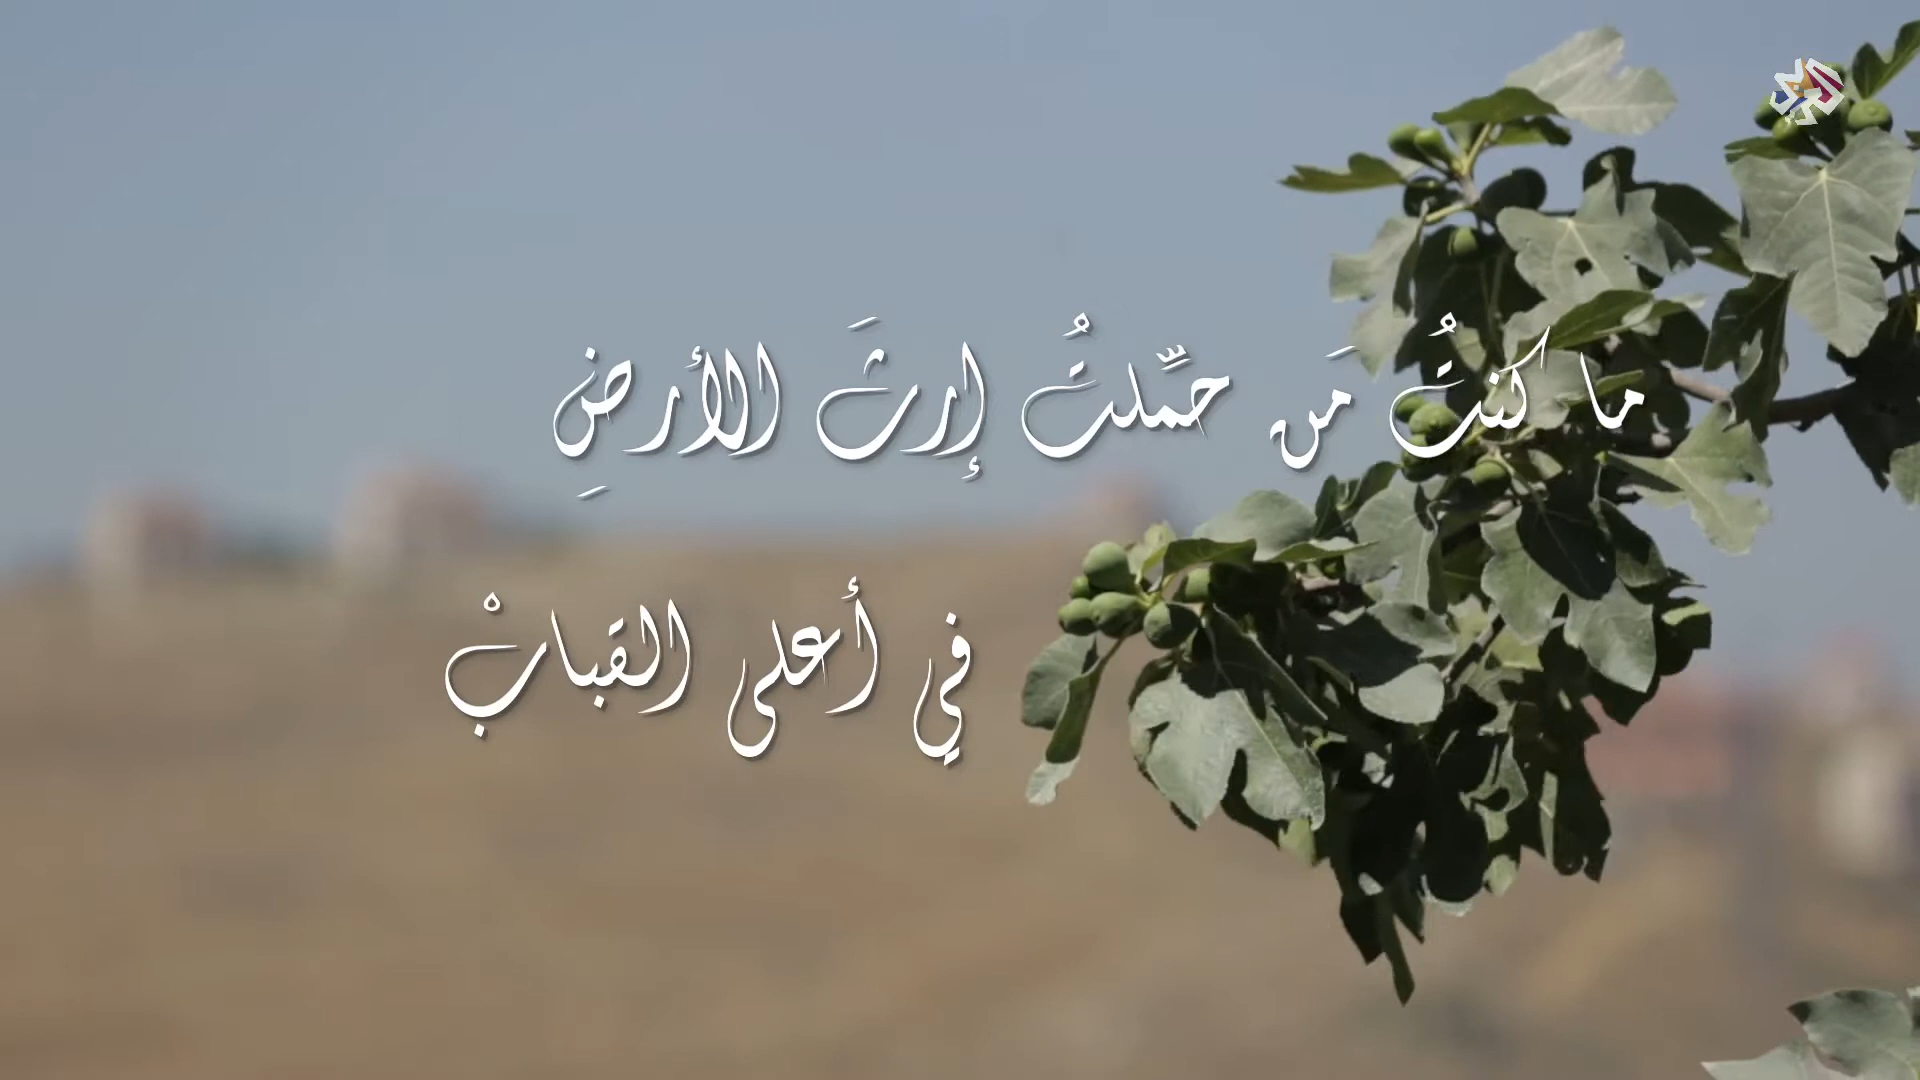 ما كنتُ مَن حمِّلتُ إرثَ الأرضِ
في أعلى القبابْ